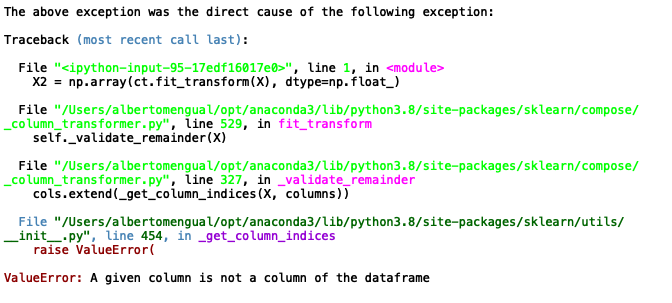 The above exception was the direct cause of the following exception:
Traceback (most recent call last):
File "<ipython-input-95-17edf16017e0>", line 1, in <module>
X2 = np.array(ct.fit_transform(X), dtype=np.float_)
File "/Users/albertomengual/opt/anaconda3/lib/python3.8/site-packages/sklearn/compose/
_column_transformer.py", line 529, in fit_transform
self._validate_remainder(X)
File "/Users/albertomengual/opt/anaconda3/lib/python3.8/site-packages/sklearn/compose/
_column_transformer.py", line 327, in _validate_remainder
cols.extend(_get_column_indices(X, columns))
File "/Users/albertomengual/opt/anaconda3/lib/python3.8/site-packages/sklearn/utils/
__init__.py", line 454, in _get_column_indices
raise ValueError(
ValueError: A given column is not a column of the dataframe